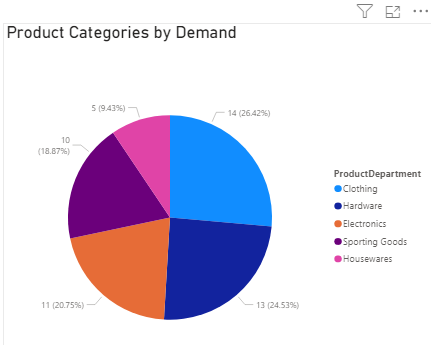 Product Categories by Demand
5 (9.43%)
14 (26.42%)
10
(18.87%)
11 (20.75%)
13 (24.53%)
ProductDepartment
Clothing
Hardware
Electronics
Sporting Goods
Housewares